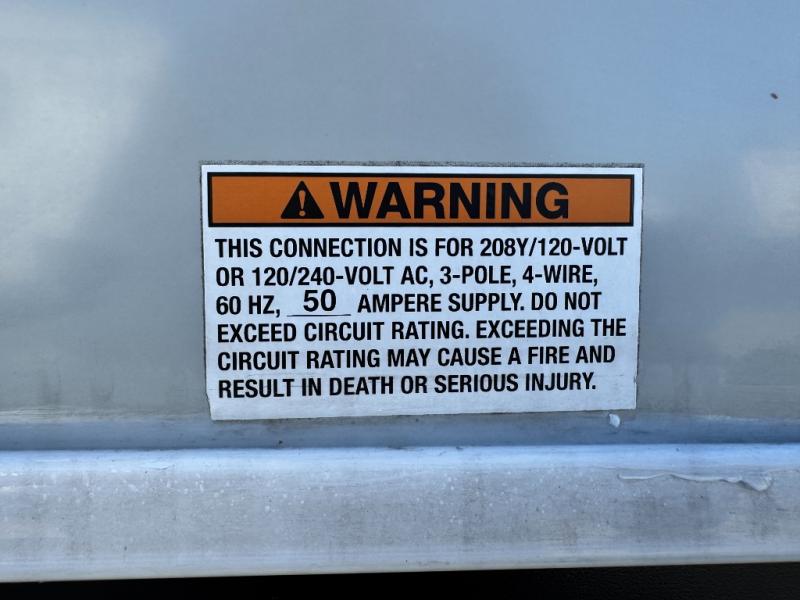 WARNING
THIS CONNECTION IS FOR 208Y/120-VOLT
OR 120/240-VOLT AC, 3-POLE, 4-WIRE,
60 HZ, 50 AMPERE SUPPLY. DO NOT
EXCEED CIRCUIT RATING. EXCEEDING THE
CIRCUIT RATING MAY CAUSE A FIRE AND
RESULT IN DEATH OR SERIOUS INJURY.